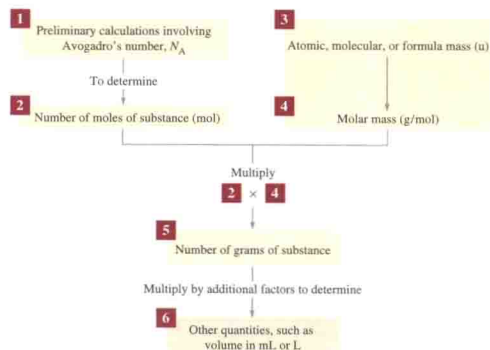 1
Preliminary calculations involving
Avogadro's number, N_A
To determine
2
Number of moles of substance (mol)
3
Atomic, molecular, or formula mass (u)
4
Molar mass (g/mol)
Multiply
2 × 4
5
Number of grams of substance
Multiply by additional factors to determine
6
Other quantities, such as
volume in mL or L